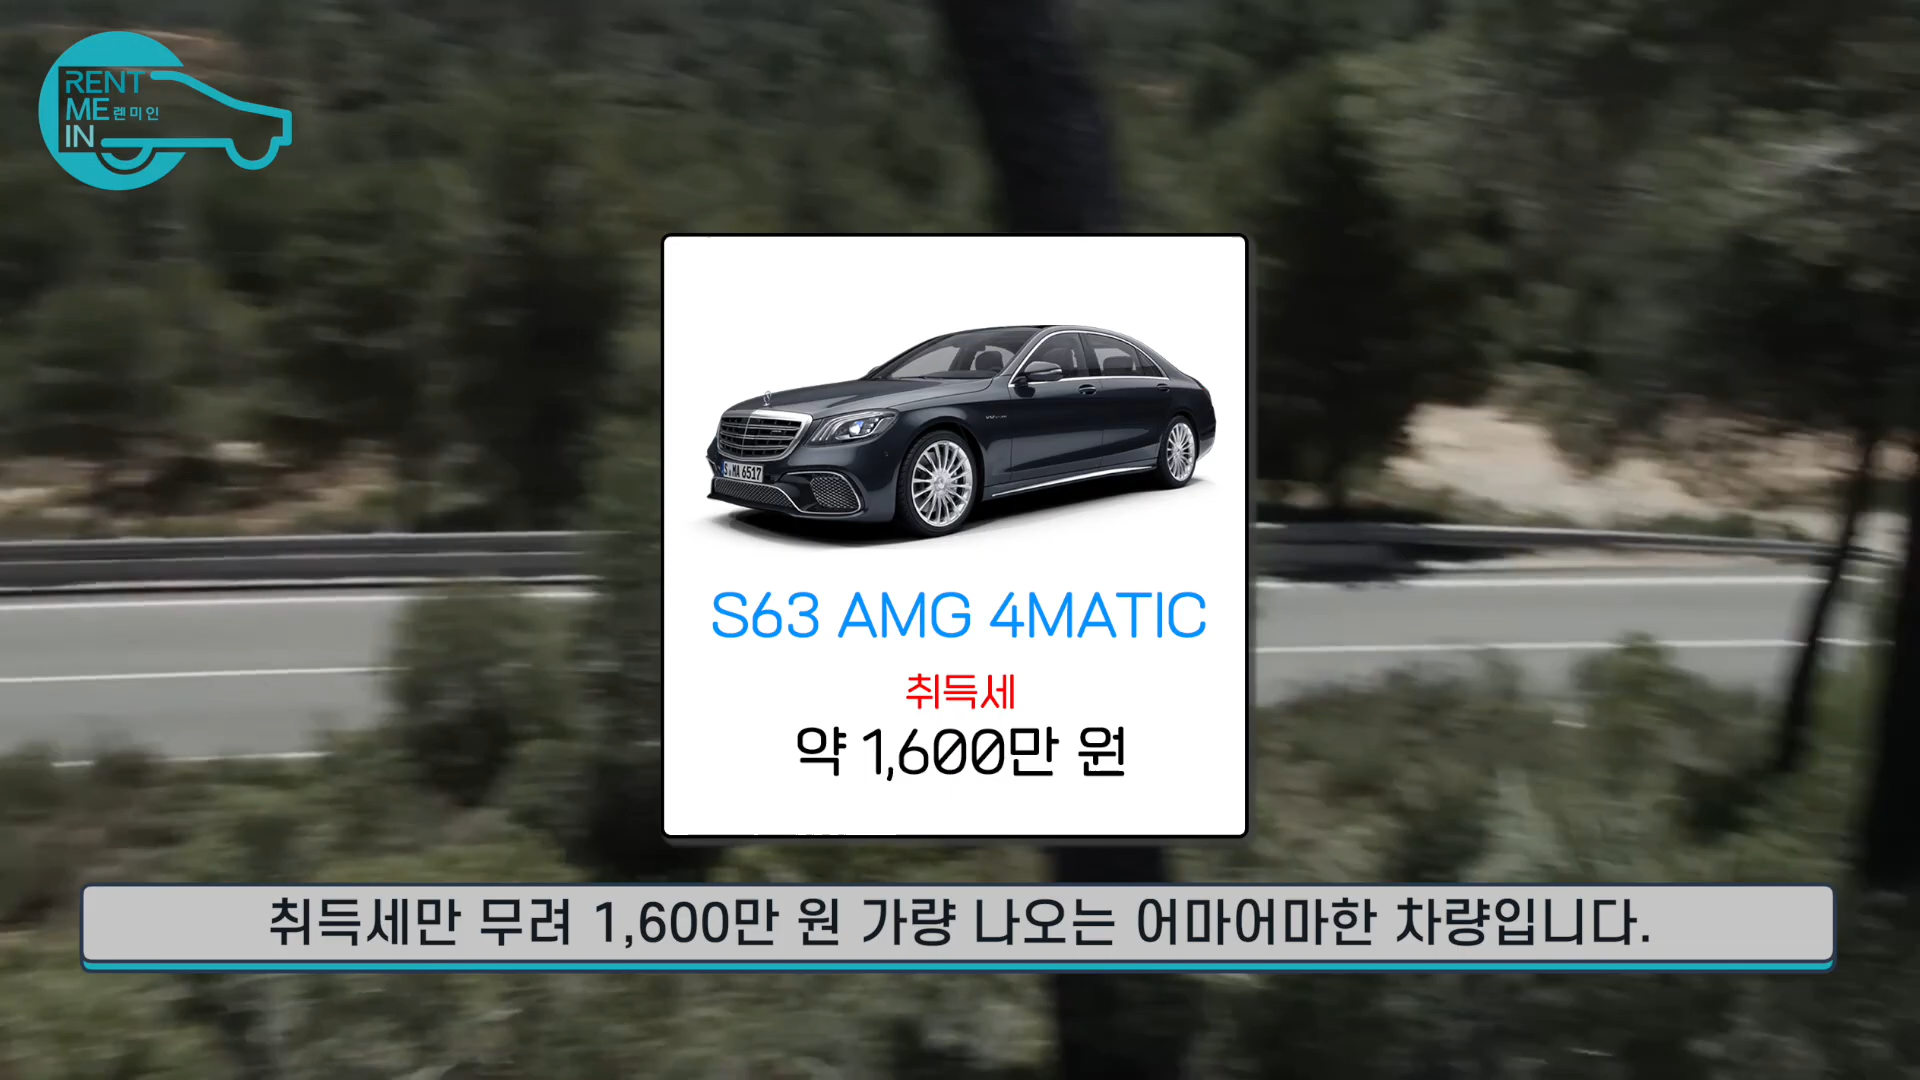 RENT
ME 렌미인
IN
S·MA 6517
S63 AMG 4MATIC
취득세
약 1,600만 원
취득세만 무려 1,600만 원 가량 나오는 어마어마한 차량입니다.